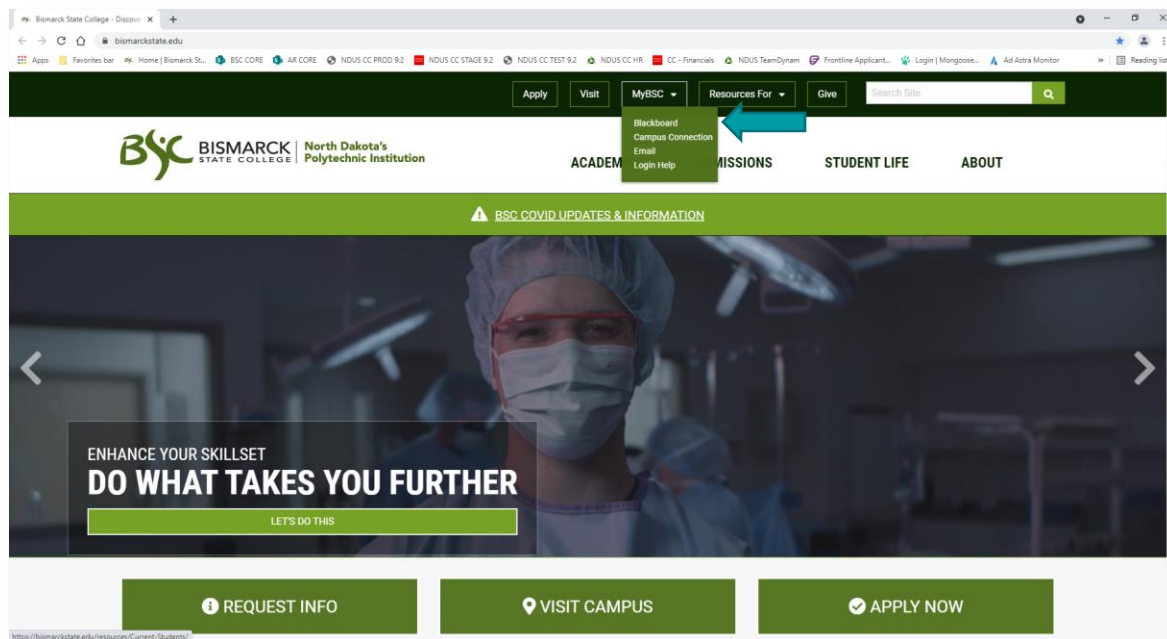 Bismarck State College - Discov
bismarckstate.edu
Apps Favorites bar Home | Bismarck St... BSC CORE AR CORE NDUS CC PROD 9.2 NDUS CC STAGE 9.2 NDUS CC TEST 9.2 NDUS CC HR CC - Financials NDUS TeamDynam Frontline Applicant... Login | Mongoose... Ad Astra Monitor » Reading list
Apply Visit MyBSC Resources For Give Search Site
Blackboard
Campus Connection
Email
Login Help
BSC BISMARCK STATE COLLEGE
North Dakota's
Polytechnic Institution
ACADEM MISSIONS STUDENT LIFE ABOUT
BSC COVID UPDATES & INFORMATION
ENHANCE YOUR SKILLSET
DO WHAT TAKES YOU FURTHER
LET'S DO THIS
REQUEST INFO VISIT CAMPUS APPLY NOW
https://bismarckstate.edu/resources/Current-Students/